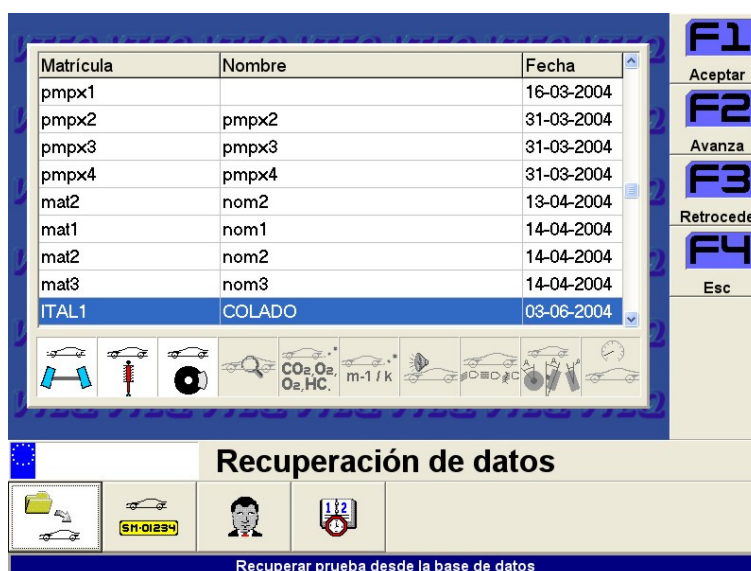 Matrícula Nombre Fecha
pmpx1 16-03-2004
pmpx2 pmpx2 31-03-2004
pmpx3 pmpx3 31-03-2004
pmpx4 pmpx4 31-03-2004
mat2 nom2 13-04-2004
mat1 nom1 14-04-2004
mat2 nom2 14-04-2004
mat3 nom3 14-04-2004
ITAL1 COLADO 03-06-2004
CO2,O2,
O2,HC,
m-1 / k
F1
Aceptar
F2
Avanza
F3
Retrocede
F4
Esc
Recuperación de datos
SM-01234
1 2
Recuperar prueba desde la base de datos